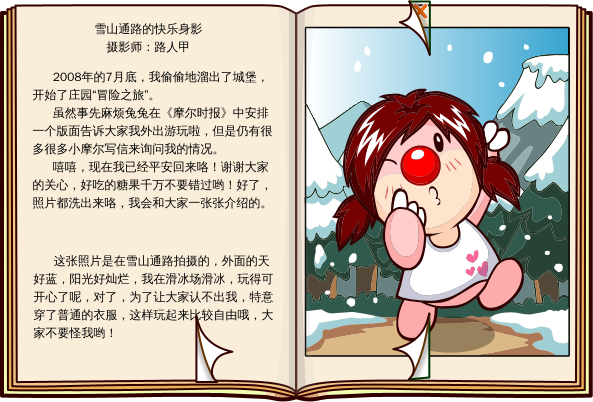 雪山通路的快乐身影
摄影师：路人甲
2008年的7月底，我偷偷地溜出了城堡，
开始了庄园“冒险之旅”。
虽然事先麻烦兔兔在《摩尔时报》中安排
一个版面告诉大家我外出游玩啦，但是仍有很
多很多小摩尔写信来询问我的情况。
嘻嘻，现在我已经平安回来咯！谢谢大家
的关心，好吃的糖果千万不要错过哟！好了，
照片都洗出来咯，我会和大家一张张介绍的。
这张照片是在雪山通路拍摄的，外面的天
好蓝，阳光好灿烂，我在滑冰场滑冰，玩得可
开心了呢，对了，为了让大家认不出我，特意
穿了普通的衣服，这样玩起来比较自由哦，大
家不要怪我哟！